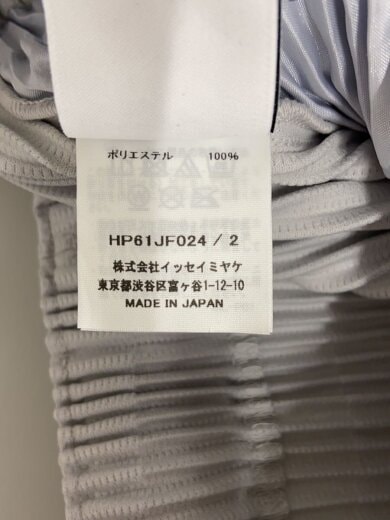 ポリエステル 100%
HP61JF024 / 2
株式会社イッセイミヤケ
東京都渋谷区富ヶ谷1-12-10
MADE IN JAPAN